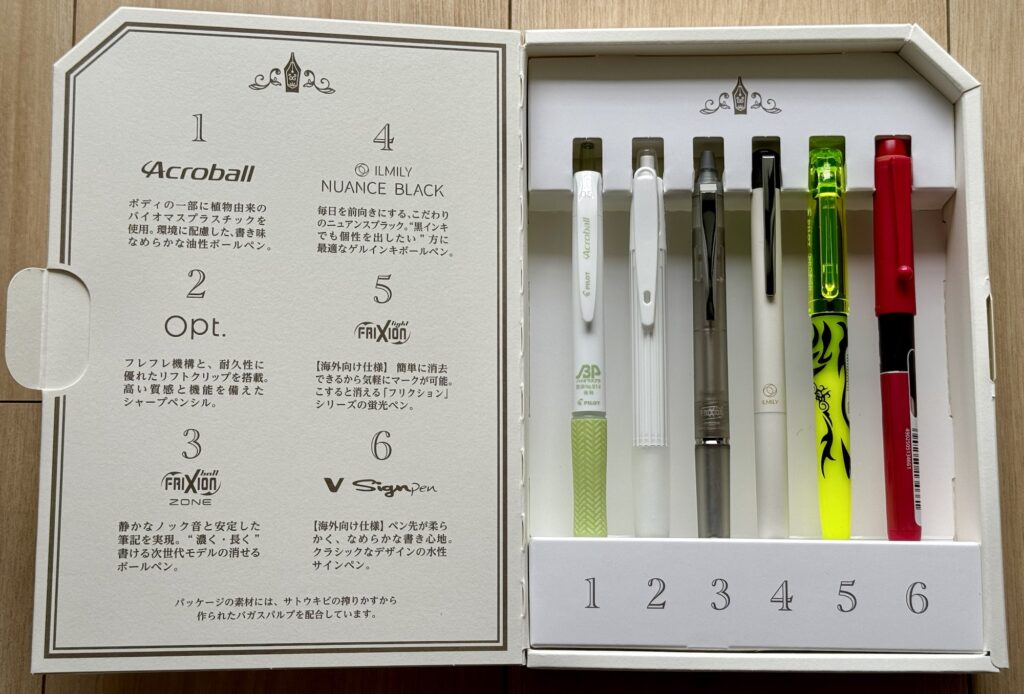 1
Acroball
ボディの一部に植物由来の
バイオマスプラスチックを
使用。環境に配慮した、書き味
なめらかな油性ボールペン。
2
Opt.
フレフレ機構と、耐久性に
優れたリフトクリップを搭載。
高い質感と機能を備えた
シャープペンシル。
3
FRIXION ball
ZONE
静かなノック音と安定した
筆記を実現。“濃く・長く”
書ける次世代モデルの消せる
ボールペン。
4
ILMILY
NUANCE BLACK
毎日を前向きにする、こだわり
のニュアンスブラック。“黒インキ
でも個性を出したい”方に
最適なゲルインキボールペン。
5
FRIXION light
【海外向け仕様】 簡単に消去
できるから気軽にマークが可能。
こすると消える「フリクション」
シリーズの蛍光ペン。
6
V Signpen
【海外向け仕様】ペン先が柔ら
かく、なめらかな書き心地。
クラシックなデザインの水性
サインペン。
パッケージの素材には、サトウキビの搾りかすから
作られたバガスパルプを配合しています。
05
Acroball
PILOT
BP
PILOT
FRIXION
ILMILY
1 2 3 4 5 6